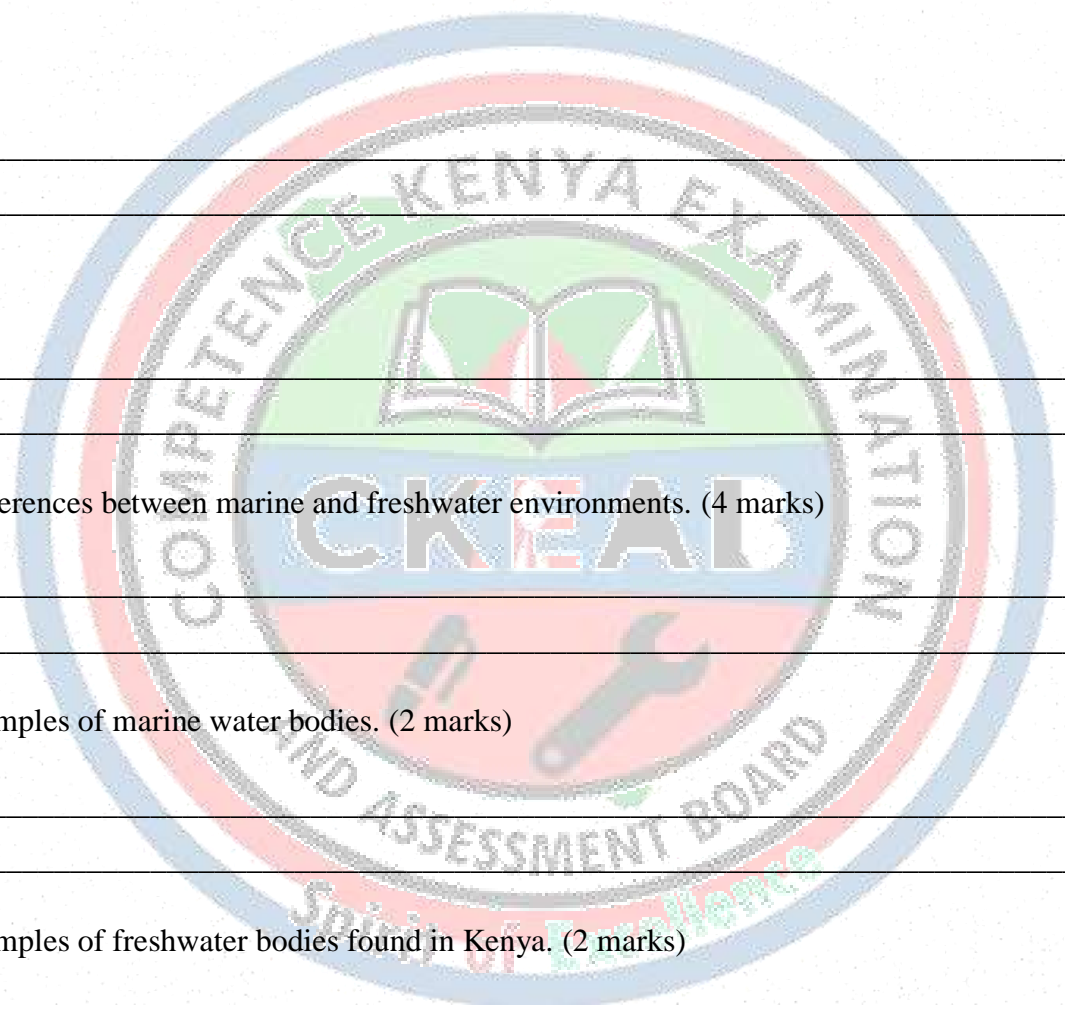 COMPETENCE KENYA EXAMINATION
erences between marine and freshwater environments. (4 marks)
CKEAB
mples of marine water bodies. (2 marks)
AND ASSESSMENT BOARD
Spirit of Excellence
mples of freshwater bodies found in Kenya. (2 marks)